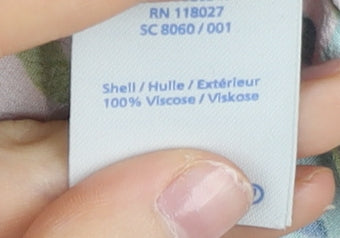 RN 118027
SC 8060 / 001
Shell / Hulle / Extérieur
100% Viscose / Viskose